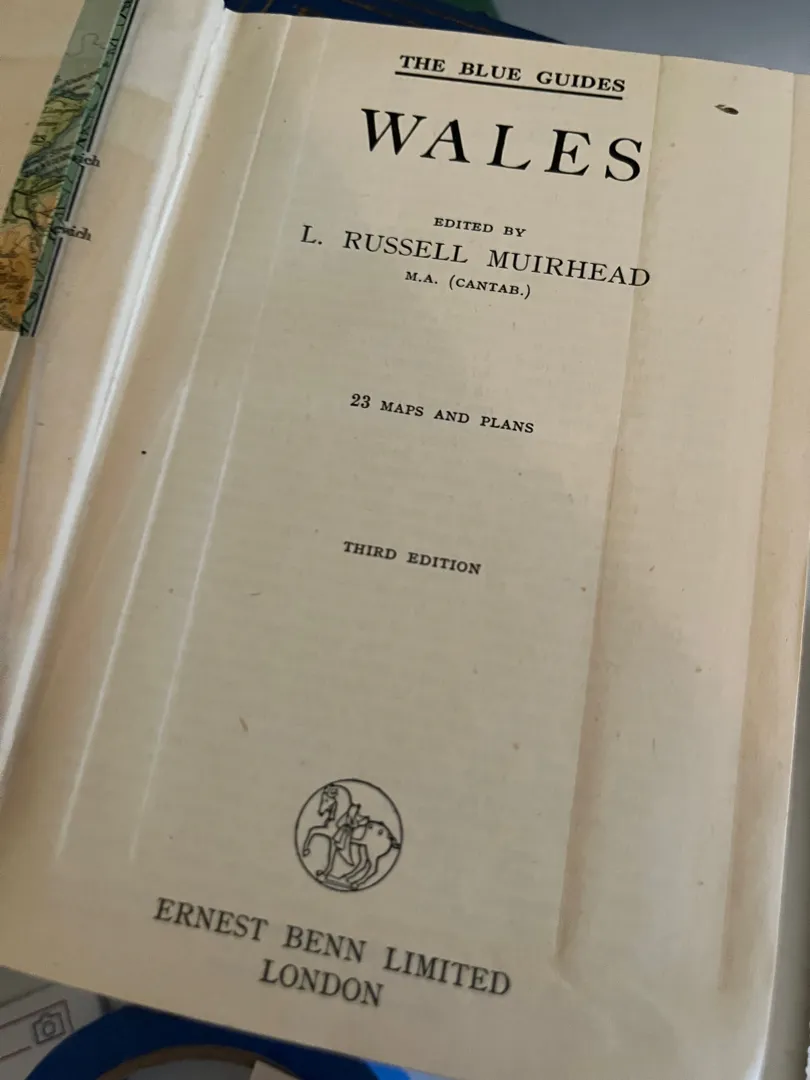 THE BLUE GUIDES
WALES
EDITED BY
L. RUSSELL MUIRHEAD
M.A. (CANTAB.)
23 MAPS AND PLANS
THIRD EDITION
ERNEST BENN LIMITED
LONDON